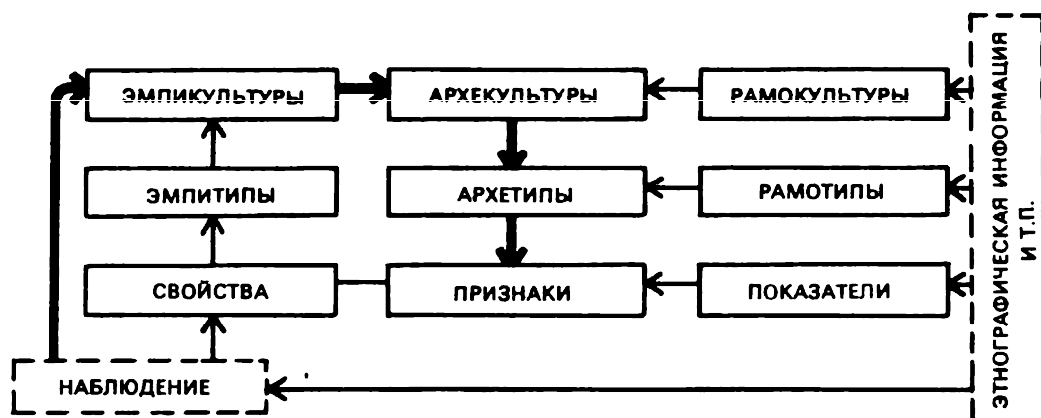 ЭМПИКУЛЬТУРЫ
АРХЕКУЛЬТУРЫ
РАМОКУЛЬТУРЫ
ЭМПИТИПЫ
АРХЕТИПЫ
РАМОТИПЫ
СВОЙСТВА
ПРИЗНАКИ
ПОКАЗАТЕЛИ
НАБЛЮДЕНИЕ
ЭТНОГРАФИЧЕСКАЯ ИНФОРМАЦИЯ
И Т.П.